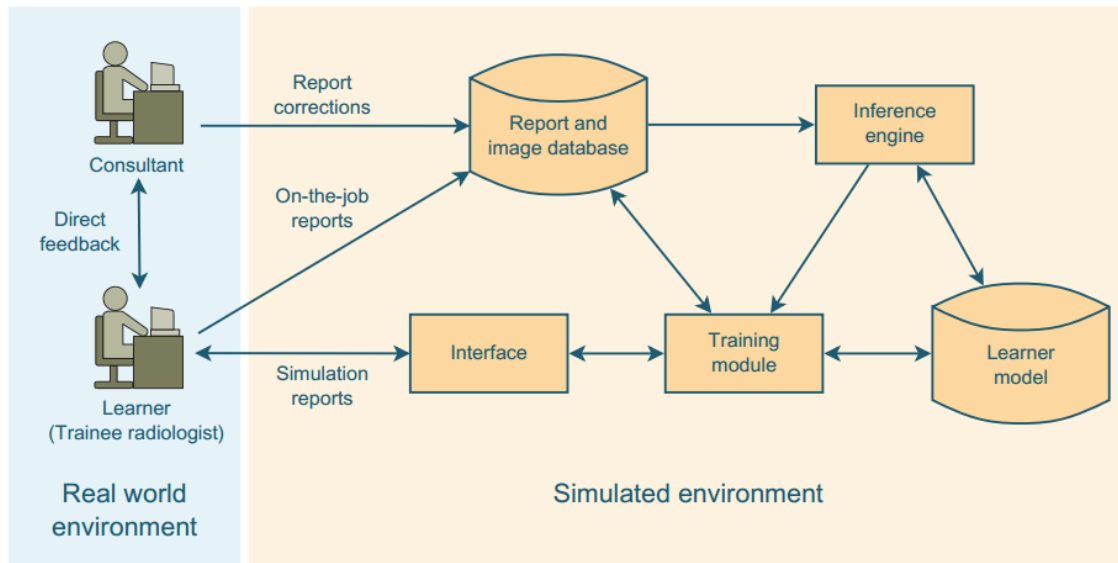 Report
corrections
Report and
image database
Inference
engine
Consultant
On-the-job
reports
Direct
feedback
Interface
Training
module
Learner
model
Simulation
reports
Learner
(Trainee radiologist)
Real world
environment
Simulated environment